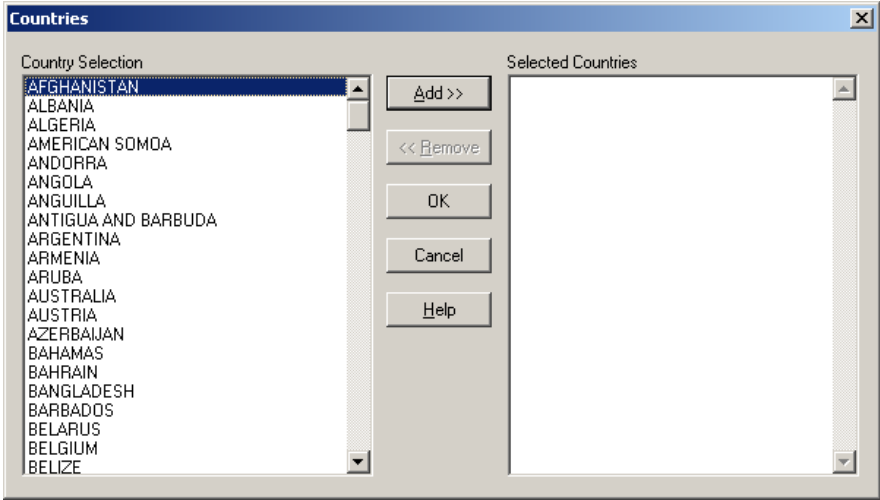 Countries
Country Selection
AFGHANISTAN
ALBANIA
ALGERIA
AMERICAN SOMOA
ANDORRA
ANGOLA
ANGUILLA
ANTIGUA AND BARBUDA
ARGENTINA
ARMENIA
ARUBA
AUSTRALIA
AUSTRIA
AZERBAIJAN
BAHAMAS
BAHRAIN
BANGLADESH
BARBADOS
BELARUS
BELGIUM
BELIZE
Add >>
<< Remove
OK
Cancel
Help
Selected Countries